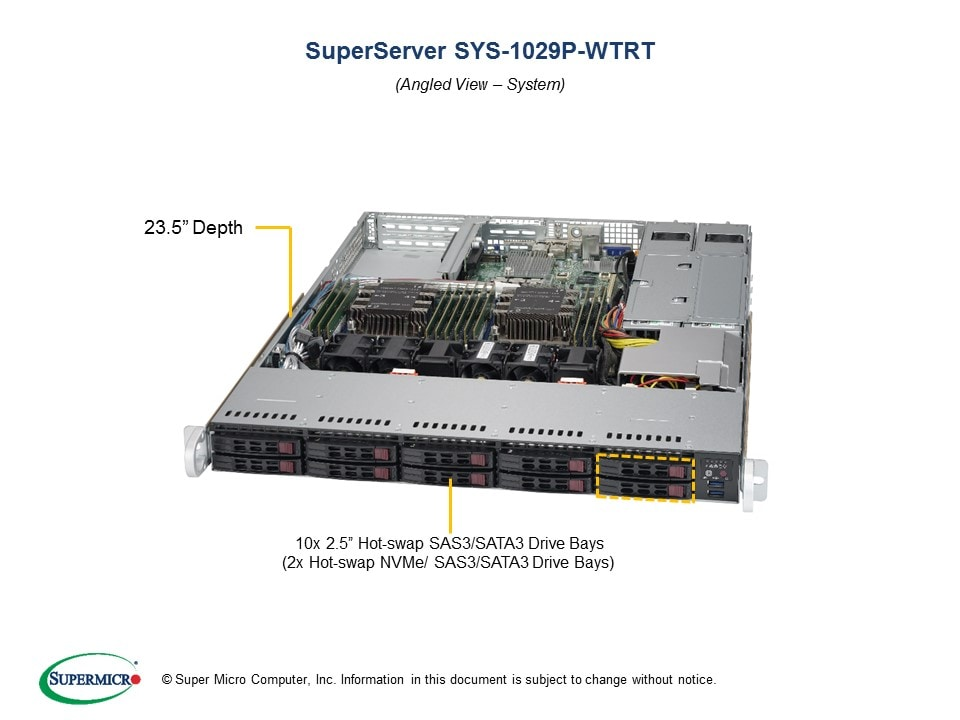 SuperServer SYS-1029P-WTRT
(Angled View – System)
23.5” Depth
10x 2.5” Hot-swap SAS3/SATA3 Drive Bays
(2x Hot-swap NVMe/ SAS3/SATA3 Drive Bays)
SUPERMICRO
© Super Micro Computer, Inc. Information in this document is subject to change without notice.